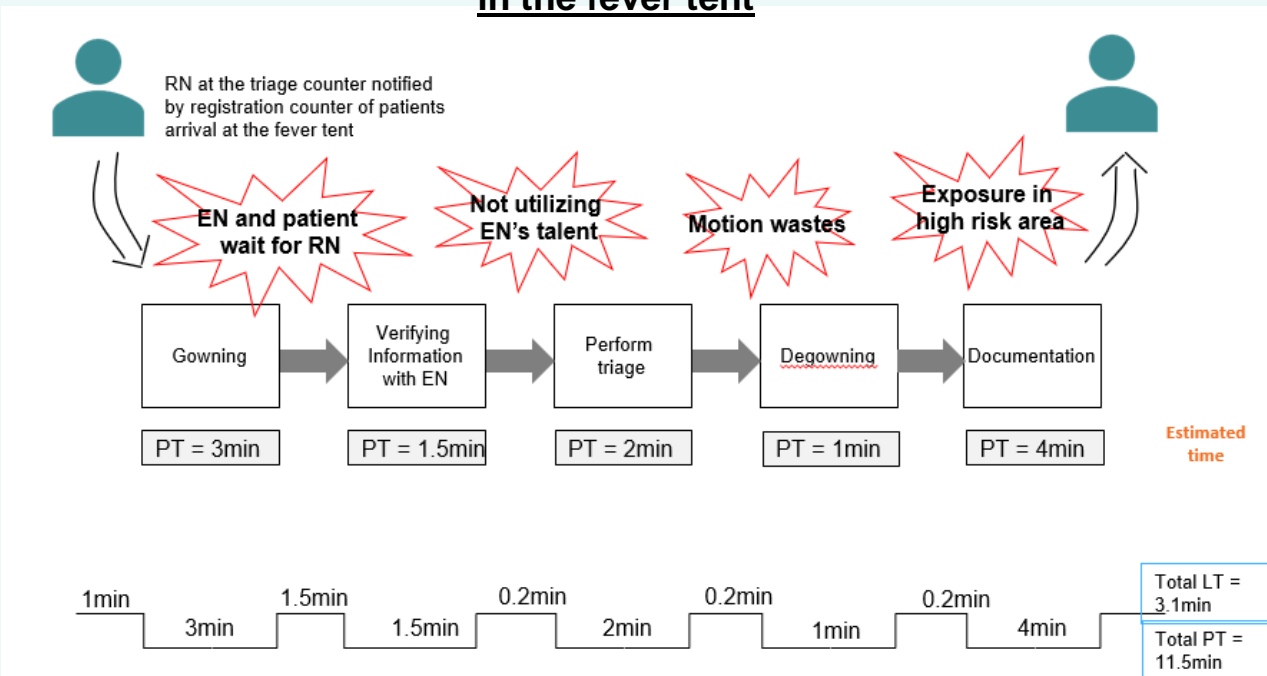 in the fever tent
RN at the triage counter notified
by registration counter of patients
arrival at the fever tent
EN and patient
wait for RN
Not utilizing
EN's talent
Motion wastes
Exposure in
high risk area
Gowning
Verifying
Information
with EN
Perform
triage
Degowning
Documentation
PT = 3min
PT = 1.5min
PT = 2min
PT = 1min
PT = 4min
Estimated
time
1min
3min
1.5min
1.5min
0.2min
2min
0.2min
1min
0.2min
4min
Total LT =
3.1min
Total PT =
11.5min